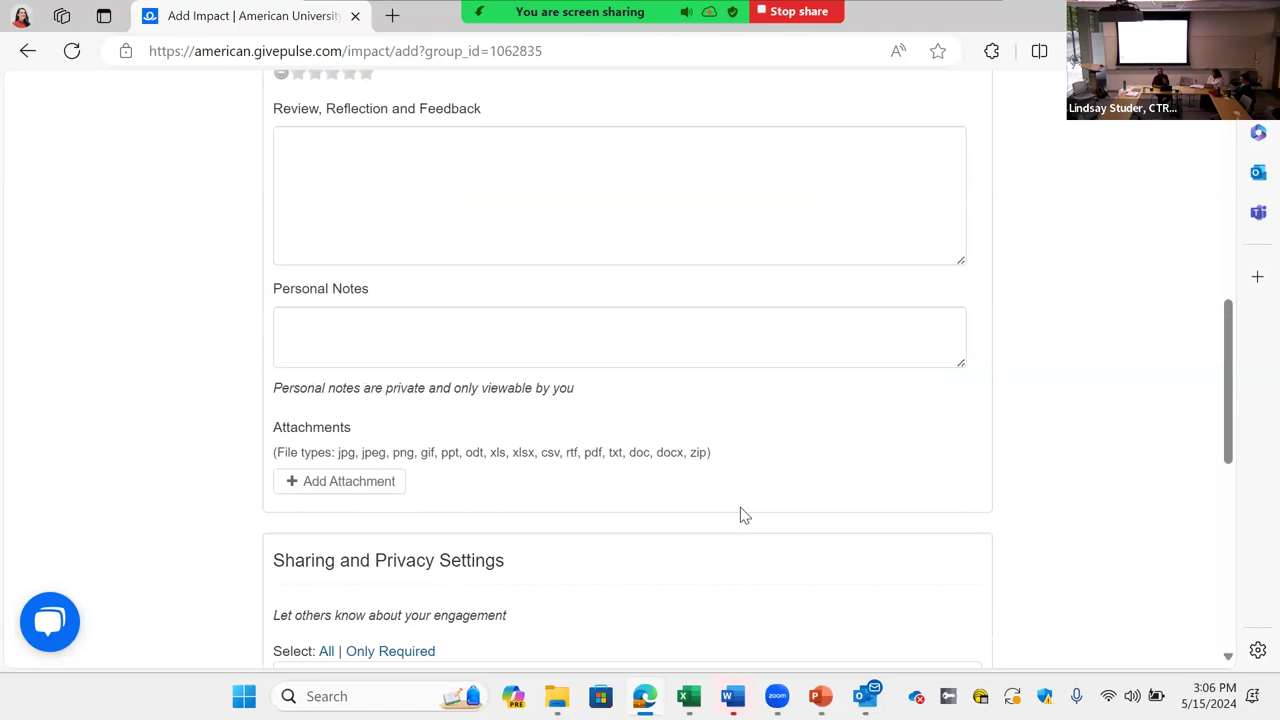 Add Impact | American Universit
You are screen sharing
Stop share
https://american.givepulse.com/impact/add?group_id=1062835
Lindsay Studer, CTR...
Review, Reflection and Feedback
Personal Notes
Personal notes are private and only viewable by you
Attachments
(File types: jpg, jpeg, png, gif, ppt, odt, xls, xlsx, csv, rtf, pdf, txt, doc, docx, zip)
Add Attachment
Sharing and Privacy Settings
Let others know about your engagement
Select: All | Only Required
Search
PRE
zoom
3:06 PM
5/15/2024